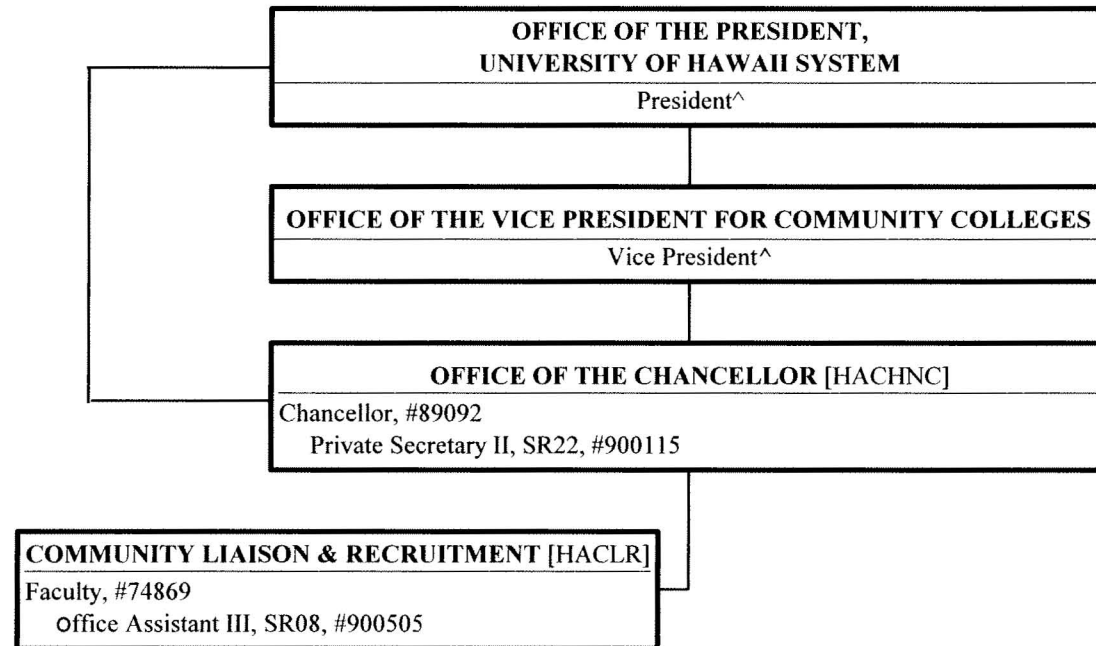 OFFICE OF THE PRESIDENT,
UNIVERSITY OF HAWAII SYSTEM
President^
OFFICE OF THE VICE PRESIDENT FOR COMMUNITY COLLEGES
Vice President^
OFFICE OF THE CHANCELLOR [HACHNC]
Chancellor, #89092
Private Secretary II, SR22, #900115
COMMUNITY LIAISON & RECRUITMENT [HACLR]
Faculty, #74869
Office Assistant III, SR08, #900505